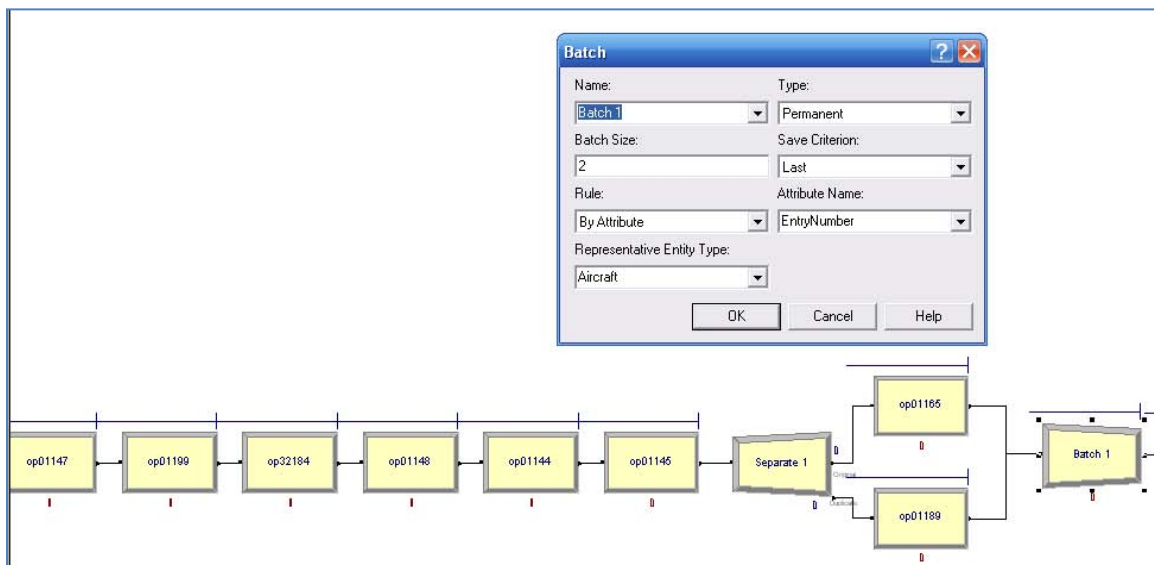 Batch
Name:
Type:
Batch 1
Permanent
Batch Size:
Save Criterion:
2
Last
Rule:
Attribute Name:
By Attribute
EntryNumber
Representative Entity Type:
Aircraft
OK
Cancel
Help
op01165
op01147
op01199
op32184
op01148
op01144
op01145
Separate 1
Original
Duplicate
op01189
Batch 1